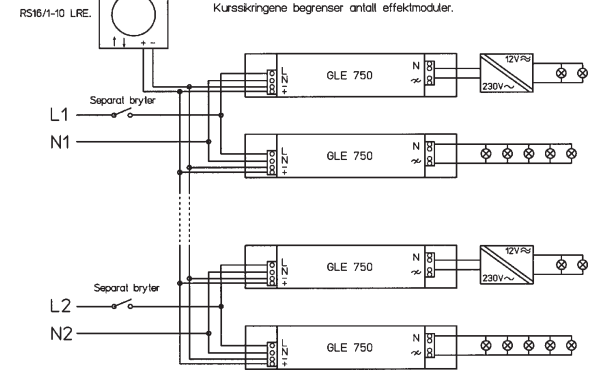 Kurssikringene begrenser antall effektmoduler.
RS16/1-10 LRE.
↑ ↓ + -
L
N
-
+
GLE 750
N
12V
230V~
L1
Separat bryter
N1
L
N
-
+
GLE 750
N
L
N
-
+
GLE 750
N
12V
230V~
L2
Separat bryter
N2
L
N
-
+
GLE 750
N